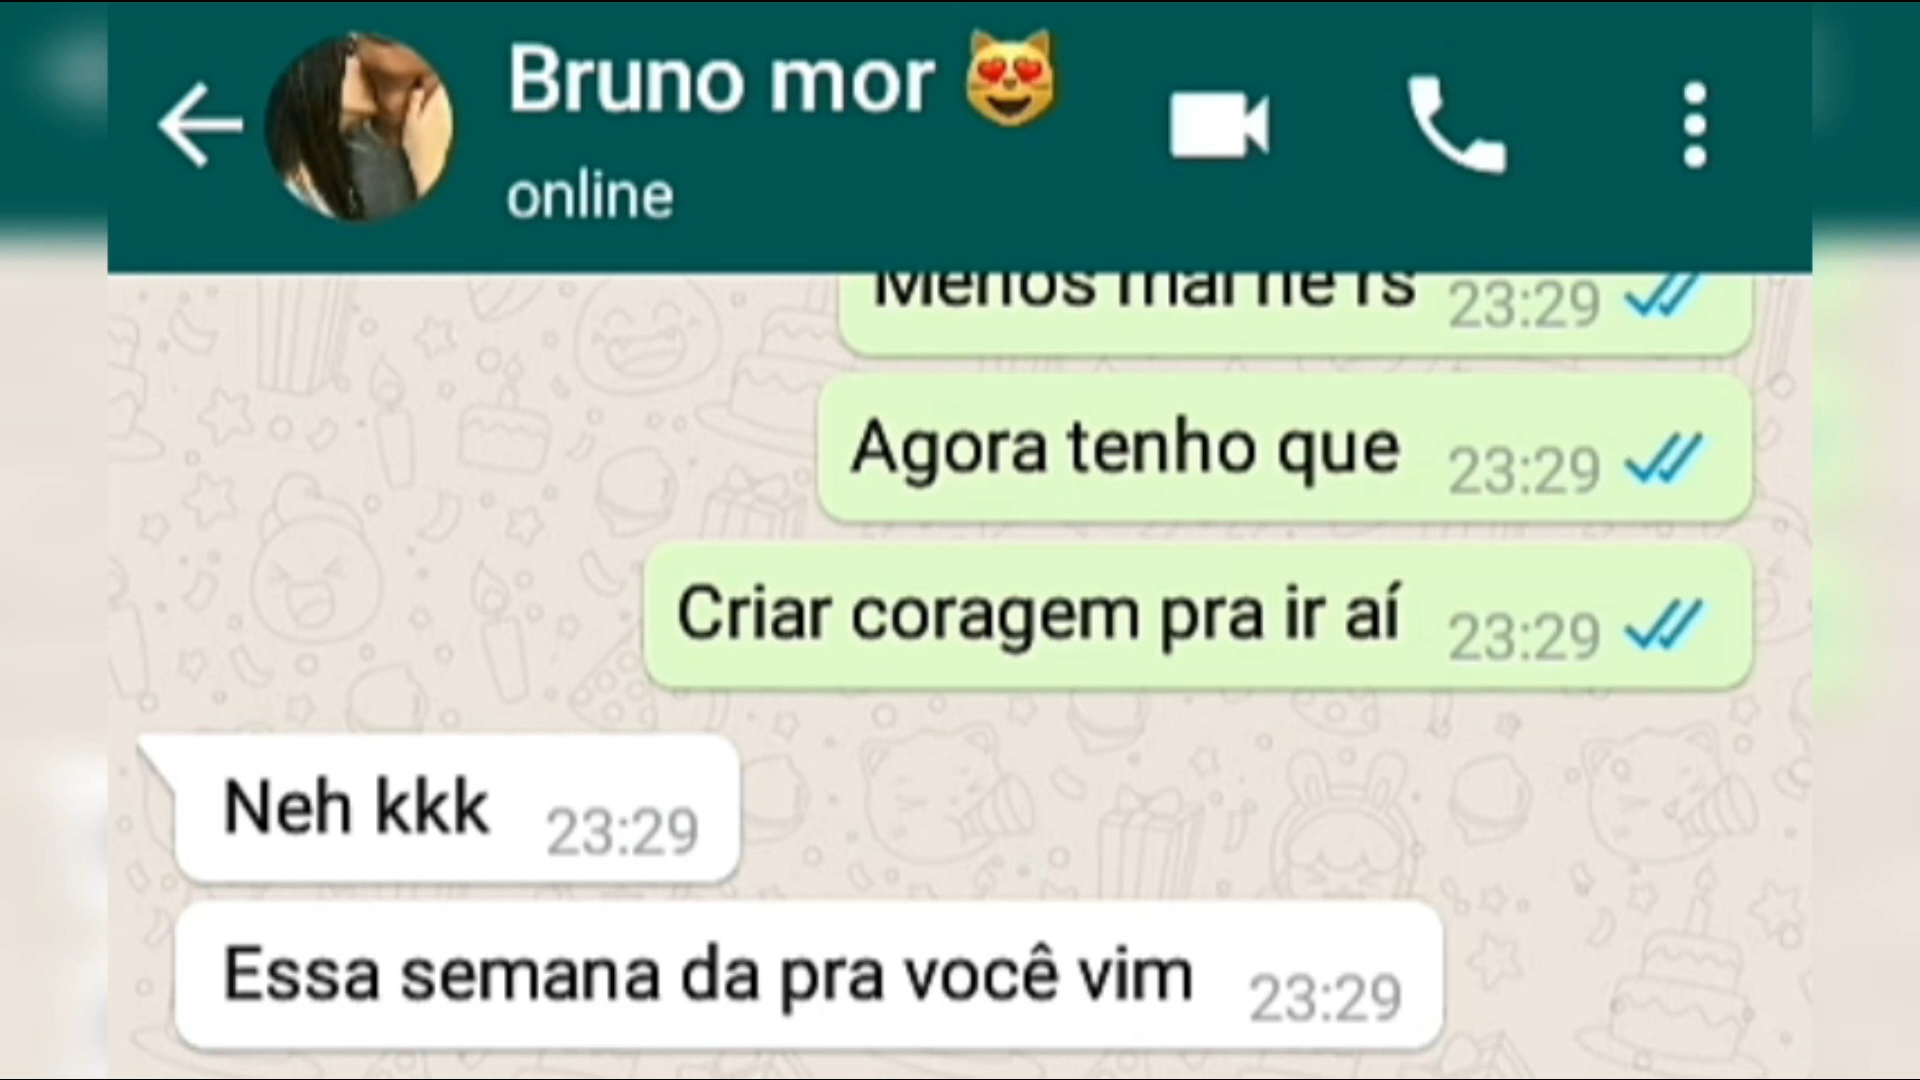 Bruno mor 😻
online
Menos mal né rs 23:29
Agora tenho que 23:29
Criar coragem pra ir aí 23:29
Neh kkk 23:29
Essa semana da pra você vim 23:29